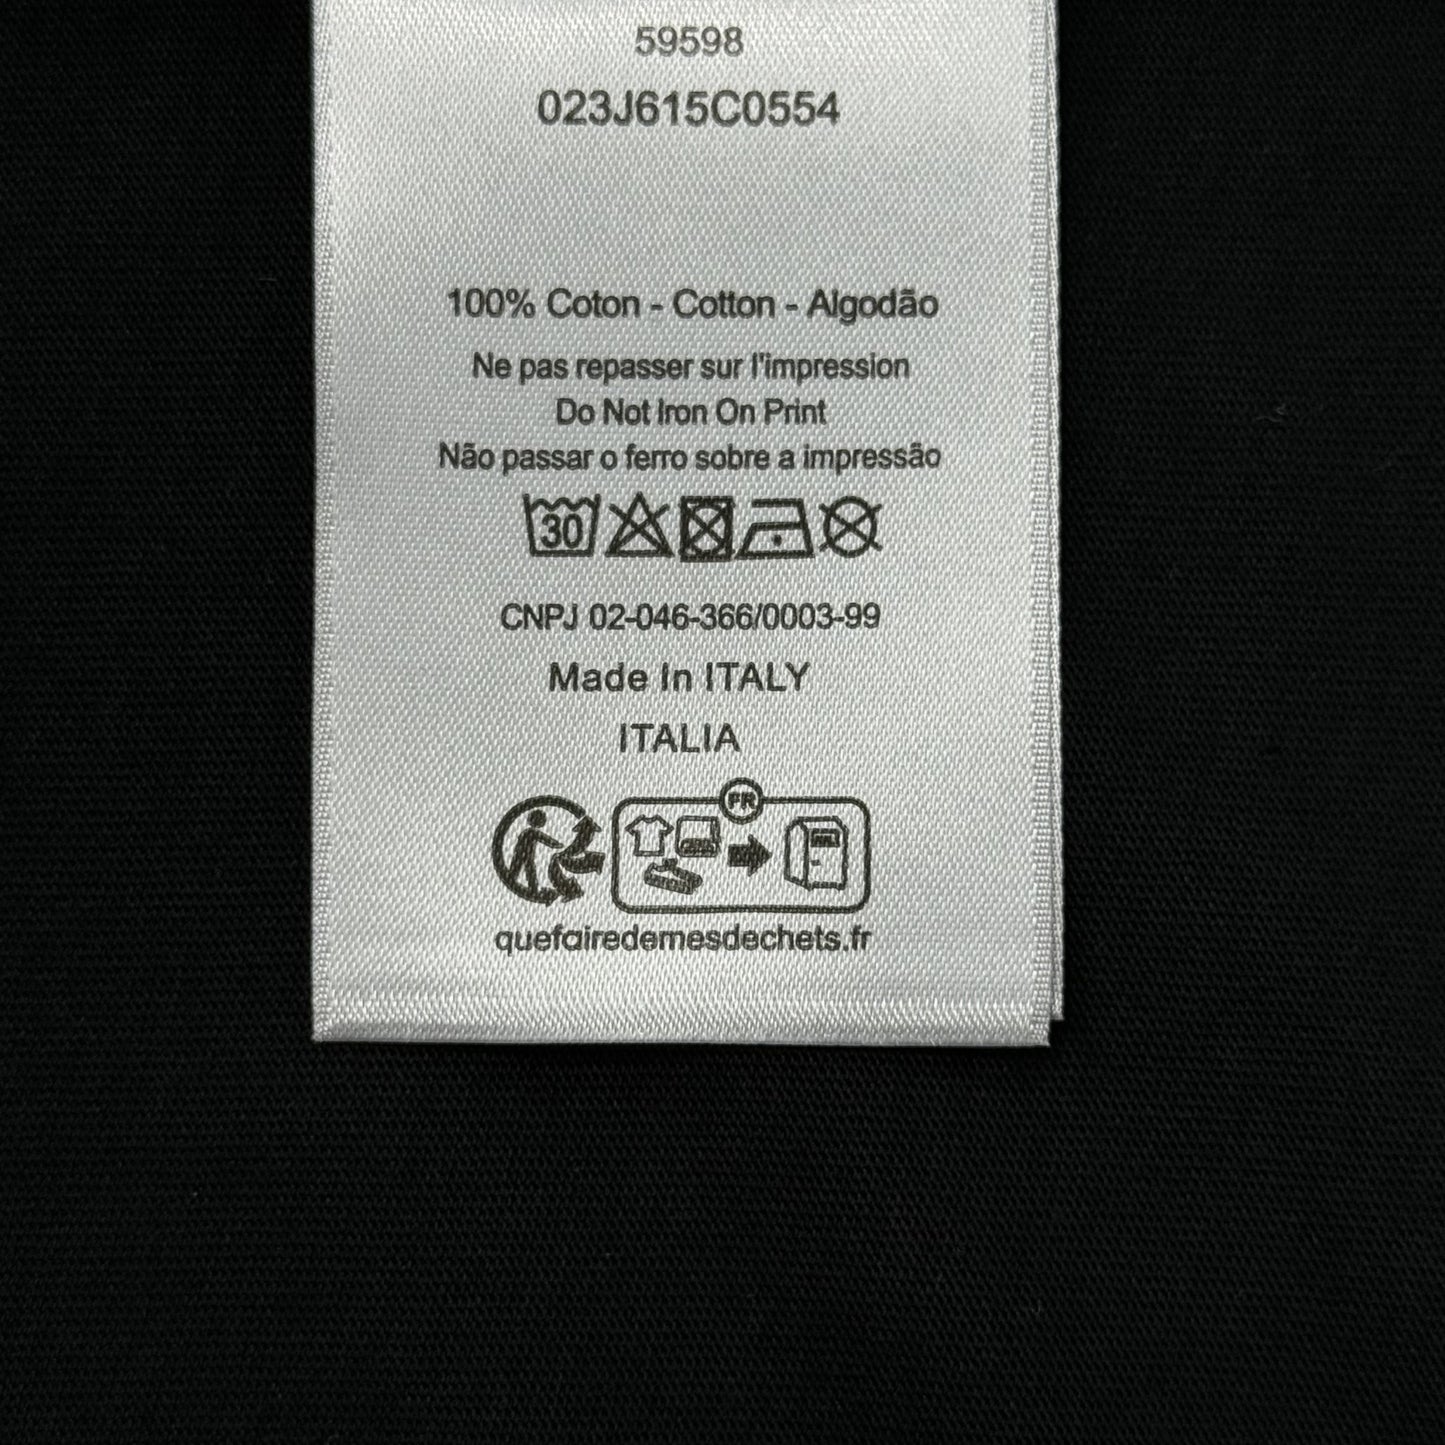 59598
023J615C0554
100% Coton - Cotton - Algodão
Ne pas repasser sur l'impression
Do Not Iron On Print
Não passar o ferro sobre a impressão
30
CNPJ 02-046-366/0003-99
Made In ITALY
ITALIA
FR
quefairedemesdechets.fr